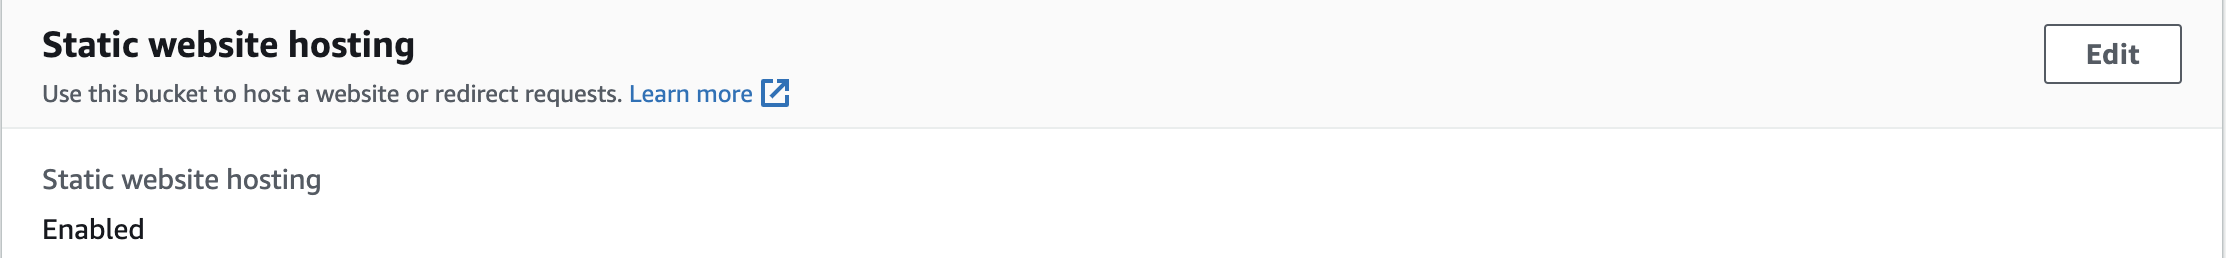 Static website hosting
Edit
Use this bucket to host a website or redirect requests. Learn more
Static website hosting
Enabled